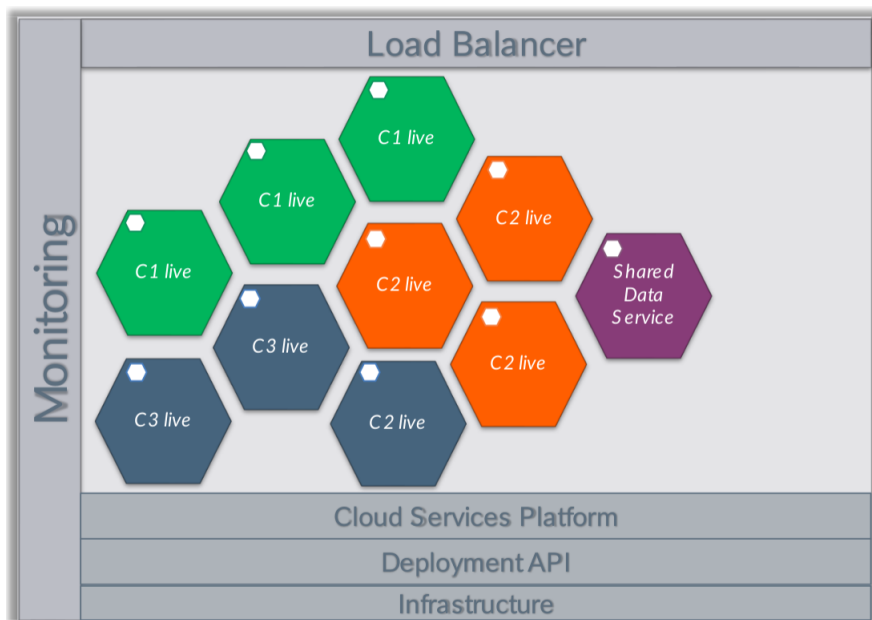 Load Balancer
Monitoring
C1 live
C1 live
C2 live
C1 live
C2 live
Shared
Data
Service
C3 live
C2 live
C3 live
C2 live
Cloud Services Platform
Deployment API
Infrastructure